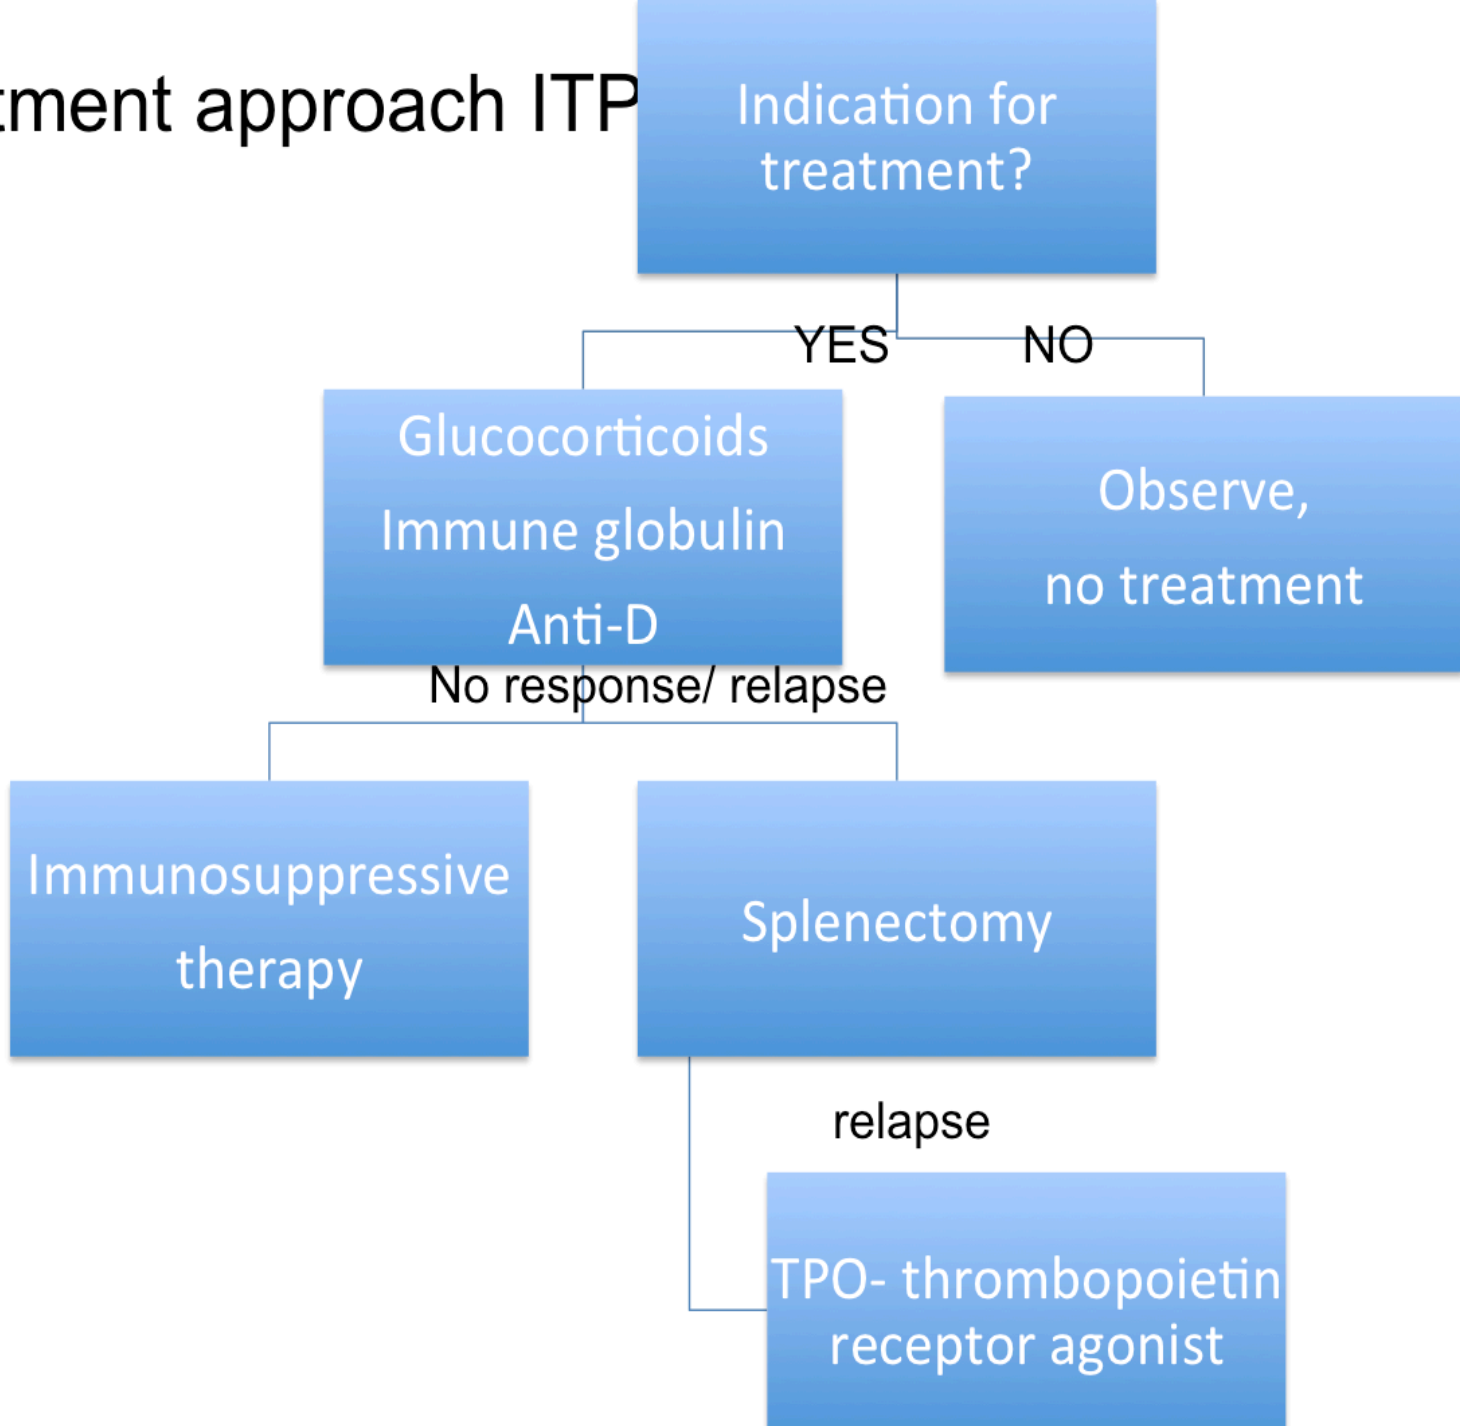 tment approach ITP
Indication for
treatment?
YES
NO
Glucocorticoids
Immune globulin
Anti-D
Observe,
no treatment
No response/ relapse
Immunosuppressive
therapy
Splenectomy
relapse
TPO- thrombopoietin
receptor agonist